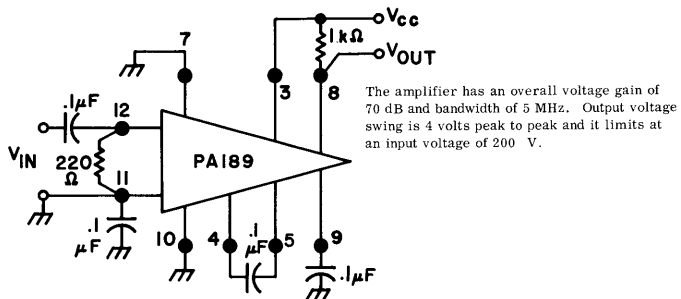 7
VCC
1kΩ
VOUT
3
8
.1μF
12
VIN
220
Ω
PA189
11
.1
μF
10
4
.1
μF
5
9
.1μF
The amplifier has an overall voltage gain of
70 dB and bandwidth of 5 MHz. Output voltage
swing is 4 volts peak to peak and it limits at
an input voltage of 200 V.